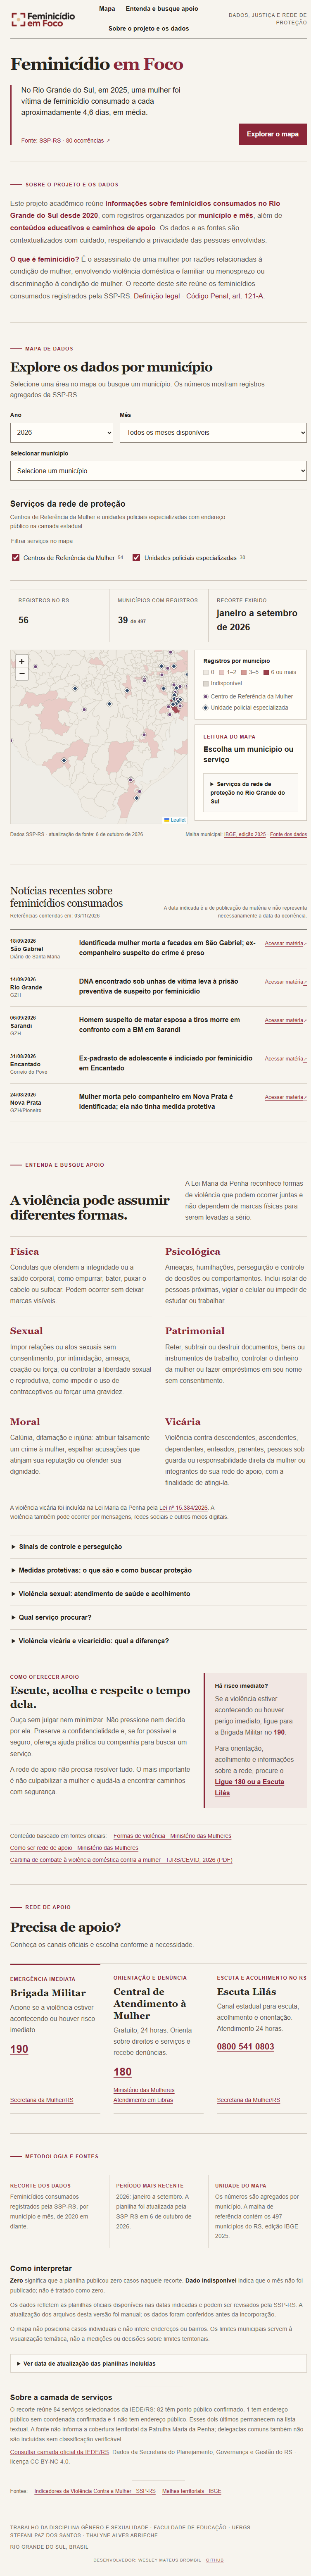 Feminicídio
em Foco
Mapa
Entenda e busque apoio
Sobre o projeto e os dados
DADOS, JUSTIÇA E REDE DE
PROTEÇÃO
Feminicídio em Foco
No Rio Grande do Sul, em 2025, uma mulher foi
vítima de feminicídio consumado a cada
aproximadamente 4,6 dias, em média.
Fonte: SSP-RS · 80 ocorrências ↗
Explorar o mapa
SOBRE O PROJETO E OS DADOS
Este projeto acadêmico reúne informações sobre feminicídios consumados no Rio
Grande do Sul desde 2020, com registros organizados por município e mês, além de
conteúdos educativos e caminhos de apoio. Os dados e as fontes são
contextualizados com cuidado, respeitando a privacidade das pessoas envolvidas.
O que é feminicídio? É o assassinato de uma mulher por razões relacionadas à
condição de mulher, envolvendo violência doméstica e familiar ou menosprezo ou
discriminação à condição de mulher. O recorte deste site reúne os feminicídios
consumados registrados pela SSP-RS. Definição legal · Código Penal, art. 121-A.
MAPA DE DADOS
Explore os dados por município
Selecione uma área no mapa ou busque um município. Os números mostram registros
agregados da SSP-RS.
Ano
Mês
2026
Todos os meses disponíveis
Selecionar município
Selecione um município
Serviços da rede de proteção
Centros de Referência da Mulher e unidades policiais especializadas com endereço
público na camada estadual.
Filtrar serviços no mapa
Centros de Referência da Mulher 54
Unidades policiais especializadas 30
REGISTROS NO RS
56
MUNICÍPIOS COM REGISTROS
39 de 497
RECORTE EXIBIDO
janeiro a setembro
de 2026
+
−
Leaflet
Registros por município
0 1–2 3–5 6 ou mais
Indisponível
Centro de Referência da Mulher
Unidade policial especializada
LEITURA DO MAPA
Escolha um município ou
serviço
▶ Serviços da rede de
proteção no Rio Grande do
Sul
Dados SSP-RS · atualização da fonte: 6 de outubro de 2026
Malha municipal: IBGE, edição 2025 · Fonte dos dados
Notícias recentes sobre
feminicídios consumados
Referências conferidas em: 03/11/2026
A data indicada é a de publicação da matéria e não representa
necessariamente a data da ocorrência.
18/09/2026
São Gabriel
Diário de Santa Maria
Identificada mulher morta a facadas em São Gabriel; ex-
companheiro suspeito do crime é preso
Acessar matéria↗
14/09/2026
Rio Grande
GZH
DNA encontrado sob unhas de vítima leva à prisão
preventiva de suspeito por feminicídio
Acessar matéria↗
06/09/2026
Sarandi
GZH
Homem suspeito de matar esposa a tiros morre em
confronto com a BM em Sarandi
Acessar matéria↗
31/08/2026
Encantado
Correio do Povo
Ex-padrasto de adolescente é indiciado por feminicídio
em Encantado
Acessar matéria↗
24/08/2026
Nova Prata
GZH/Pioneiro
Mulher morta pelo companheiro em Nova Prata é
identificada; ela não tinha medida protetiva
Acessar matéria↗
ENTENDA E BUSQUE APOIO
A violência pode assumir
diferentes formas.
A Lei Maria da Penha reconhece formas
de violência que podem ocorrer juntas e
não dependem de marcas físicas para
serem levadas a sério.
Física
Condutas que ofendem a integridade ou a
saúde corporal, como empurrar, bater, puxar o
cabelo ou sufocar. Podem ocorrer sem deixar
marcas visíveis.
Psicológica
Ameaças, humilhações, perseguição e controle
de decisões ou comportamentos. Inclui isolar de
pessoas próximas, vigiar o celular ou impedir de
estudar ou trabalhar.
Sexual
Impor relações ou atos sexuais sem
consentimento, por intimidação, ameaça,
coação ou força; ou controlar a liberdade sexual
e reprodutiva, como impedir o uso de
contraceptivos ou forçar uma gravidez.
Patrimonial
Reter, subtrair ou destruir documentos, bens ou
instrumentos de trabalho; controlar o dinheiro
da mulher ou fazer empréstimos em seu nome
sem consentimento.
Moral
Calúnia, difamação e injúria: atribuir falsamente
um crime à mulher, espalhar acusações que
atinjam sua reputação ou ofender sua
dignidade.
Vicária
Violência contra descendentes, ascendentes,
dependentes, enteados, parentes, pessoas sob
guarda ou responsabilidade direta da mulher ou
integrantes de sua rede de apoio, com a
finalidade de atingi-la.
A violência vicária foi incluída na Lei Maria da Penha pela Lei nº 15.384/2026. A
violência também pode ocorrer por mensagens, redes sociais e outros meios digitais.
▶ Sinais de controle e perseguição
▶ Medidas protetivas: o que são e como buscar proteção
▶ Violência sexual: atendimento de saúde e acolhimento
▶ Qual serviço procurar?
▶ Violência vicária e vicaricídio: qual a diferença?
COMO OFERECER APOIO
Escute, acolha e respeite o tempo
dela.
Ouça sem julgar nem minimizar. Não pressione nem decida
por ela. Preserve a confidencialidade e, se for possível e
seguro, ofereça ajuda prática ou companhia para buscar um
serviço.
A rede de apoio não precisa resolver tudo. O mais importante
é não culpabilizar a mulher e ajudá-la a encontrar caminhos
com segurança.
Há risco imediato?
Se a violência estiver
acontecendo ou houver
perigo imediato, ligue para
a Brigada Militar no 190.
Para orientação,
acolhimento e informações
sobre a rede, procure o
Ligue 180 ou a Escuta
Lilás
Conteúdo baseado em fontes oficiais:
Formas de violência · Ministério das Mulheres
Como ser rede de apoio · Ministério das Mulheres
Cartilha de combate à violência doméstica contra a mulher · TJRS/CEVID, 2026 (PDF)
REDE DE APOIO
Precisa de apoio?
Conheça os canais oficiais e escolha conforme a necessidade.
EMERGÊNCIA IMEDIATA
Brigada Militar
Acione se a violência estiver
acontecendo ou houver risco
imediato.
190
Secretaria da Mulher/RS
ORIENTAÇÃO E DENÚNCIA
Central de
Atendimento à
Mulher
Gratuito, 24 horas. Orienta
sobre direitos e serviços e
recebe denúncias.
180
Ministério das Mulheres
Atendimento em Libras
ESCUTA E ACOLHIMENTO NO RS
Escuta Lilás
Canal estadual para escuta,
acolhimento e orientação.
Atendimento 24 horas.
0800 541 0803
Secretaria da Mulher/RS
METODOLOGIA E FONTES
RECORTE DOS DADOS
Feminicídios consumados
registrados pela SSP-RS, por
município e mês, de 2020 em
diante.
PERÍODO MAIS RECENTE
2026: janeiro a setembro. A
planilha foi atualizada pela
SSP-RS em 6 de outubro de
2026.
UNIDADE DO MAPA
Os números são agregados por
município. A malha de
referência contém os 497
municípios do RS, edição IBGE
2025.
Como interpretar
Zero significa que a planilha publicou zero casos naquele recorte. Dado indisponível indica que o mês não foi
publicado; não é tratado como zero.
Os dados refletem as planilhas oficiais disponíveis nas datas indicadas e podem ser revisados pela SSP-RS. A
atualização dos arquivos desta versão foi manual; os dados foram conferidos antes da incorporação.
O mapa não posiciona casos individuais e não infere endereços ou bairros. Os limites municipais servem à
visualização temática, não a medições ou decisões sobre limites territoriais.
▶ Ver data de atualização das planilhas incluídas
Sobre a camada de serviços
O recorte reúne 84 serviços selecionados da IEDE/RS: 82 têm ponto público confirmado, 1 tem endereço
público sem coordenada confirmada e 1 não tem endereço público. Esses dois últimos permanecem na lista
textual. A fonte não informa a cobertura territorial da Patrulha Maria da Penha; delegacias comuns também não
são incluídas sem classificação verificável.
Consultar camada oficial da IEDE/RS. Dados da Secretaria do Planejamento, Governança e Gestão do RS
licença CC BY-NC 4.0.
Fontes:
Indicadores da Violência Contra a Mulher · SSP-RS
Malhas territoriais · IBGE
TRABALHO DA DISCIPLINA GÊNERO E SEXUALIDADE · FACULDADE DE EDUCAÇÃO · UFRGS
STEFANI PAZ DOS SANTOS · THALYNE ALVES ARRIECHE
RIO GRANDE DO SUL, BRASIL
DESENVOLVEDOR: WESLEY MATEUS BROMBIL · GITHUB